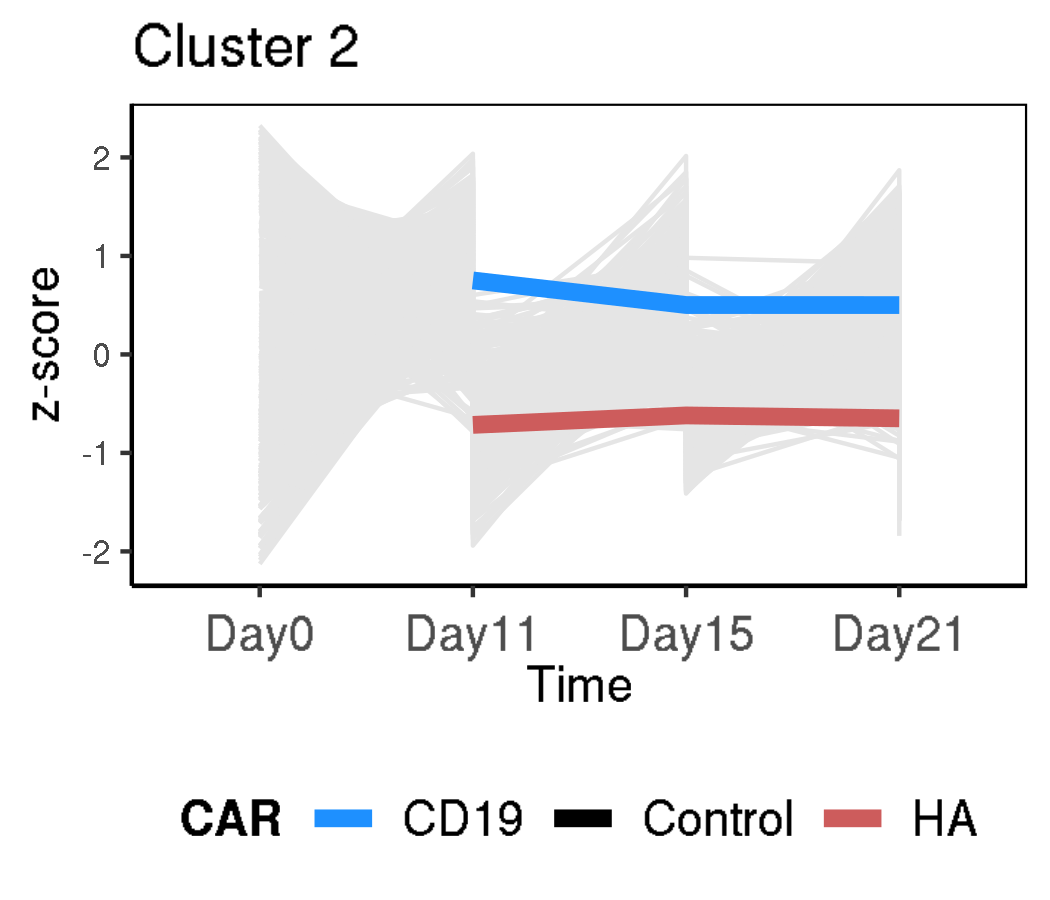 Cluster 2
2
1
0
-1
-2
z-score
Day0 Day11 Day15 Day21
Time
CAR CD19 Control HA